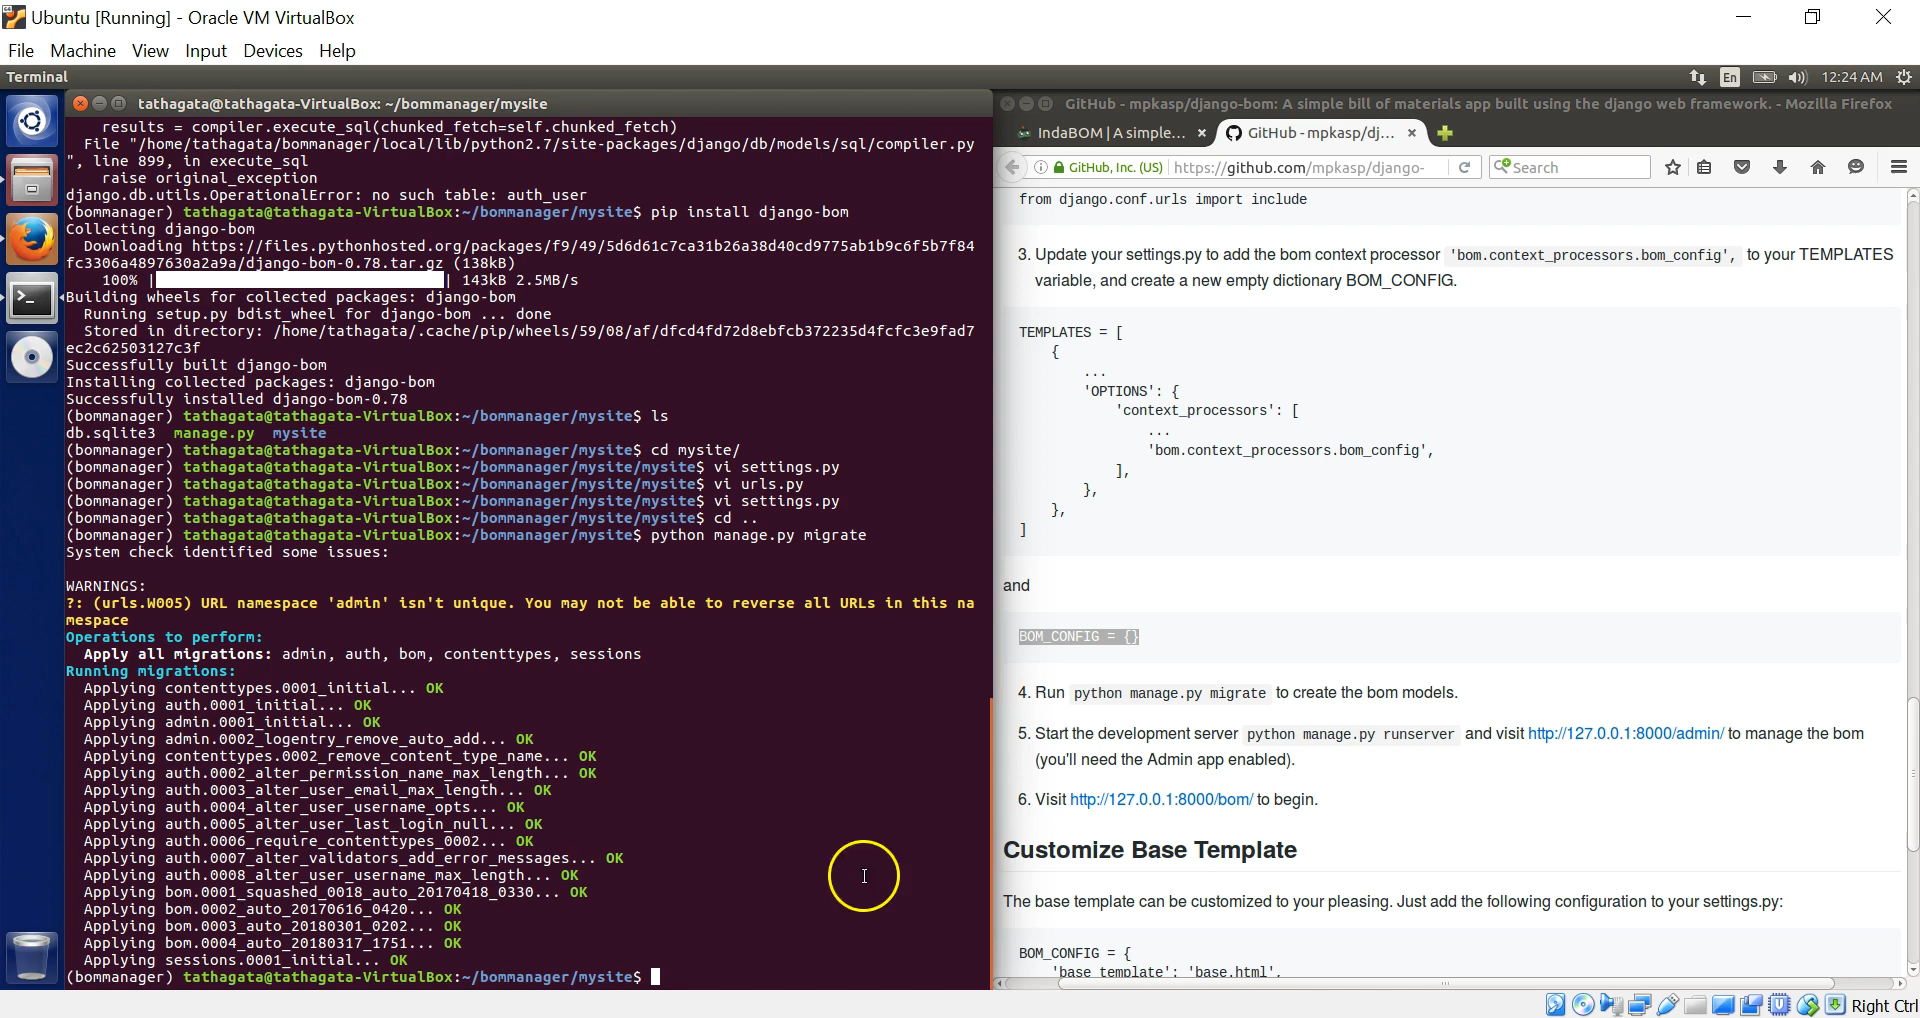 Ubuntu [Running] - Oracle VM VirtualBox
File Machine View Input Devices Help
Terminal
En
12:24 AM
tathagata@tathagata-VirtualBox: ~/bommanager/mysite
results = compiler.execute_sql(chunked_fetch=self.chunked_fetch)
File "/home/tathagata/bommanager/local/lib/python2.7/site-packages/django/db/models/sql/compiler.py
", line 899, in execute_sql
raise original_exception
django.db.utils.OperationalError: no such table: auth_user
(bommanager) tathagata@tathagata-VirtualBox:~/bommanager/mysite$ pip install django-bom
Collecting django-bom
Downloading https://files.pythonhosted.org/packages/f9/49/5d6d61c7ca31b26a38d40cd9775ab1b9c6f5b7f84
fc3306a4897630a2a9a/django-bom-0.78.tar.gz (138kB)
100% | | 143kB 2.5MB/s
Building wheels for collected packages: django-bom
Running setup.py bdist_wheel for django-bom ... done
Stored in directory: /home/tathagata/.cache/pip/wheels/59/08/af/dfcd4fd72d8ebfcb372235d4fcfc3e9fad7
ec2c62503127c3f
Successfully built django-bom
Installing collected packages: django-bom
Successfully installed django-bom-0.78
(bommanager) tathagata@tathagata-VirtualBox:~/bommanager/mysite$ ls
db.sqlite3 manage.py mysite
(bommanager) tathagata@tathagata-VirtualBox:~/bommanager/mysite$ cd mysite/
(bommanager) tathagata@tathagata-VirtualBox:~/bommanager/mysite/mysite$ vi settings.py
(bommanager) tathagata@tathagata-VirtualBox:~/bommanager/mysite/mysite$ vi urls.py
(bommanager) tathagata@tathagata-VirtualBox:~/bommanager/mysite/mysite$ vi settings.py
(bommanager) tathagata@tathagata-VirtualBox:~/bommanager/mysite/mysite$ cd ..
(bommanager) tathagata@tathagata-VirtualBox:~/bommanager/mysite$ python manage.py migrate
System check identified some issues:
WARNINGS:
?: (urls.W005) URL namespace 'admin' isn't unique. You may not be able to reverse all URLs in this na
mespace
Operations to perform:
Apply all migrations: admin, auth, bom, contenttypes, sessions
Running migrations:
Applying contenttypes.0001_initial... OK
Applying auth.0001_initial... OK
Applying admin.0001_initial... OK
Applying admin.0002_logentry_remove_auto_add... OK
Applying contenttypes.0002_remove_content_type_name... OK
Applying auth.0002_alter_permission_name_max_length... OK
Applying auth.0003_alter_user_email_max_length... OK
Applying auth.0004_alter_user_username_opts... OK
Applying auth.0005_alter_user_last_login_null... OK
Applying auth.0006_require_contenttypes_0002... OK
Applying auth.0007_alter_validators_add_error_messages... OK
Applying auth.0008_alter_user_username_max_length... OK
Applying bom.0001_squashed_0018_auto_20170418_0330... OK
Applying bom.0002_auto_20170616_0420... OK
Applying bom.0003_auto_20180301_0202... OK
Applying bom.0004_auto_20180317_1751... OK
Applying sessions.0001_initial... OK
(bommanager) tathagata@tathagata-VirtualBox:~/bommanager/mysite$
GitHub - mpkasp/django-bom: A simple bill of materials app built using the django web framework. - Mozilla Firefox
IndaBOM | A simple...
GitHub - mpkasp/dj...
GitHub, Inc. (US) https://github.com/mpkasp/django-
Search
from django.conf.urls import include
3. Update your settings.py to add the bom context processor 'bom.context_processors.bom_config', to your TEMPLATES
variable, and create a new empty dictionary BOM_CONFIG.
TEMPLATES = [
{
...
'OPTIONS': {
'context_processors': [
...
'bom.context_processors.bom_config',
],
},
},
]
and
BOM_CONFIG = {}
4. Run python manage.py migrate to create the bom models.
5. Start the development server python manage.py runserver and visit http://127.0.0.1:8000/admin/ to manage the bom
(you'll need the Admin app enabled).
6. Visit http://127.0.0.1:8000/bom/ to begin.
Customize Base Template
The base template can be customized to your pleasing. Just add the following configuration to your settings.py:
BOM_CONFIG = {
'base_template': 'base.html',
Right Ctrl